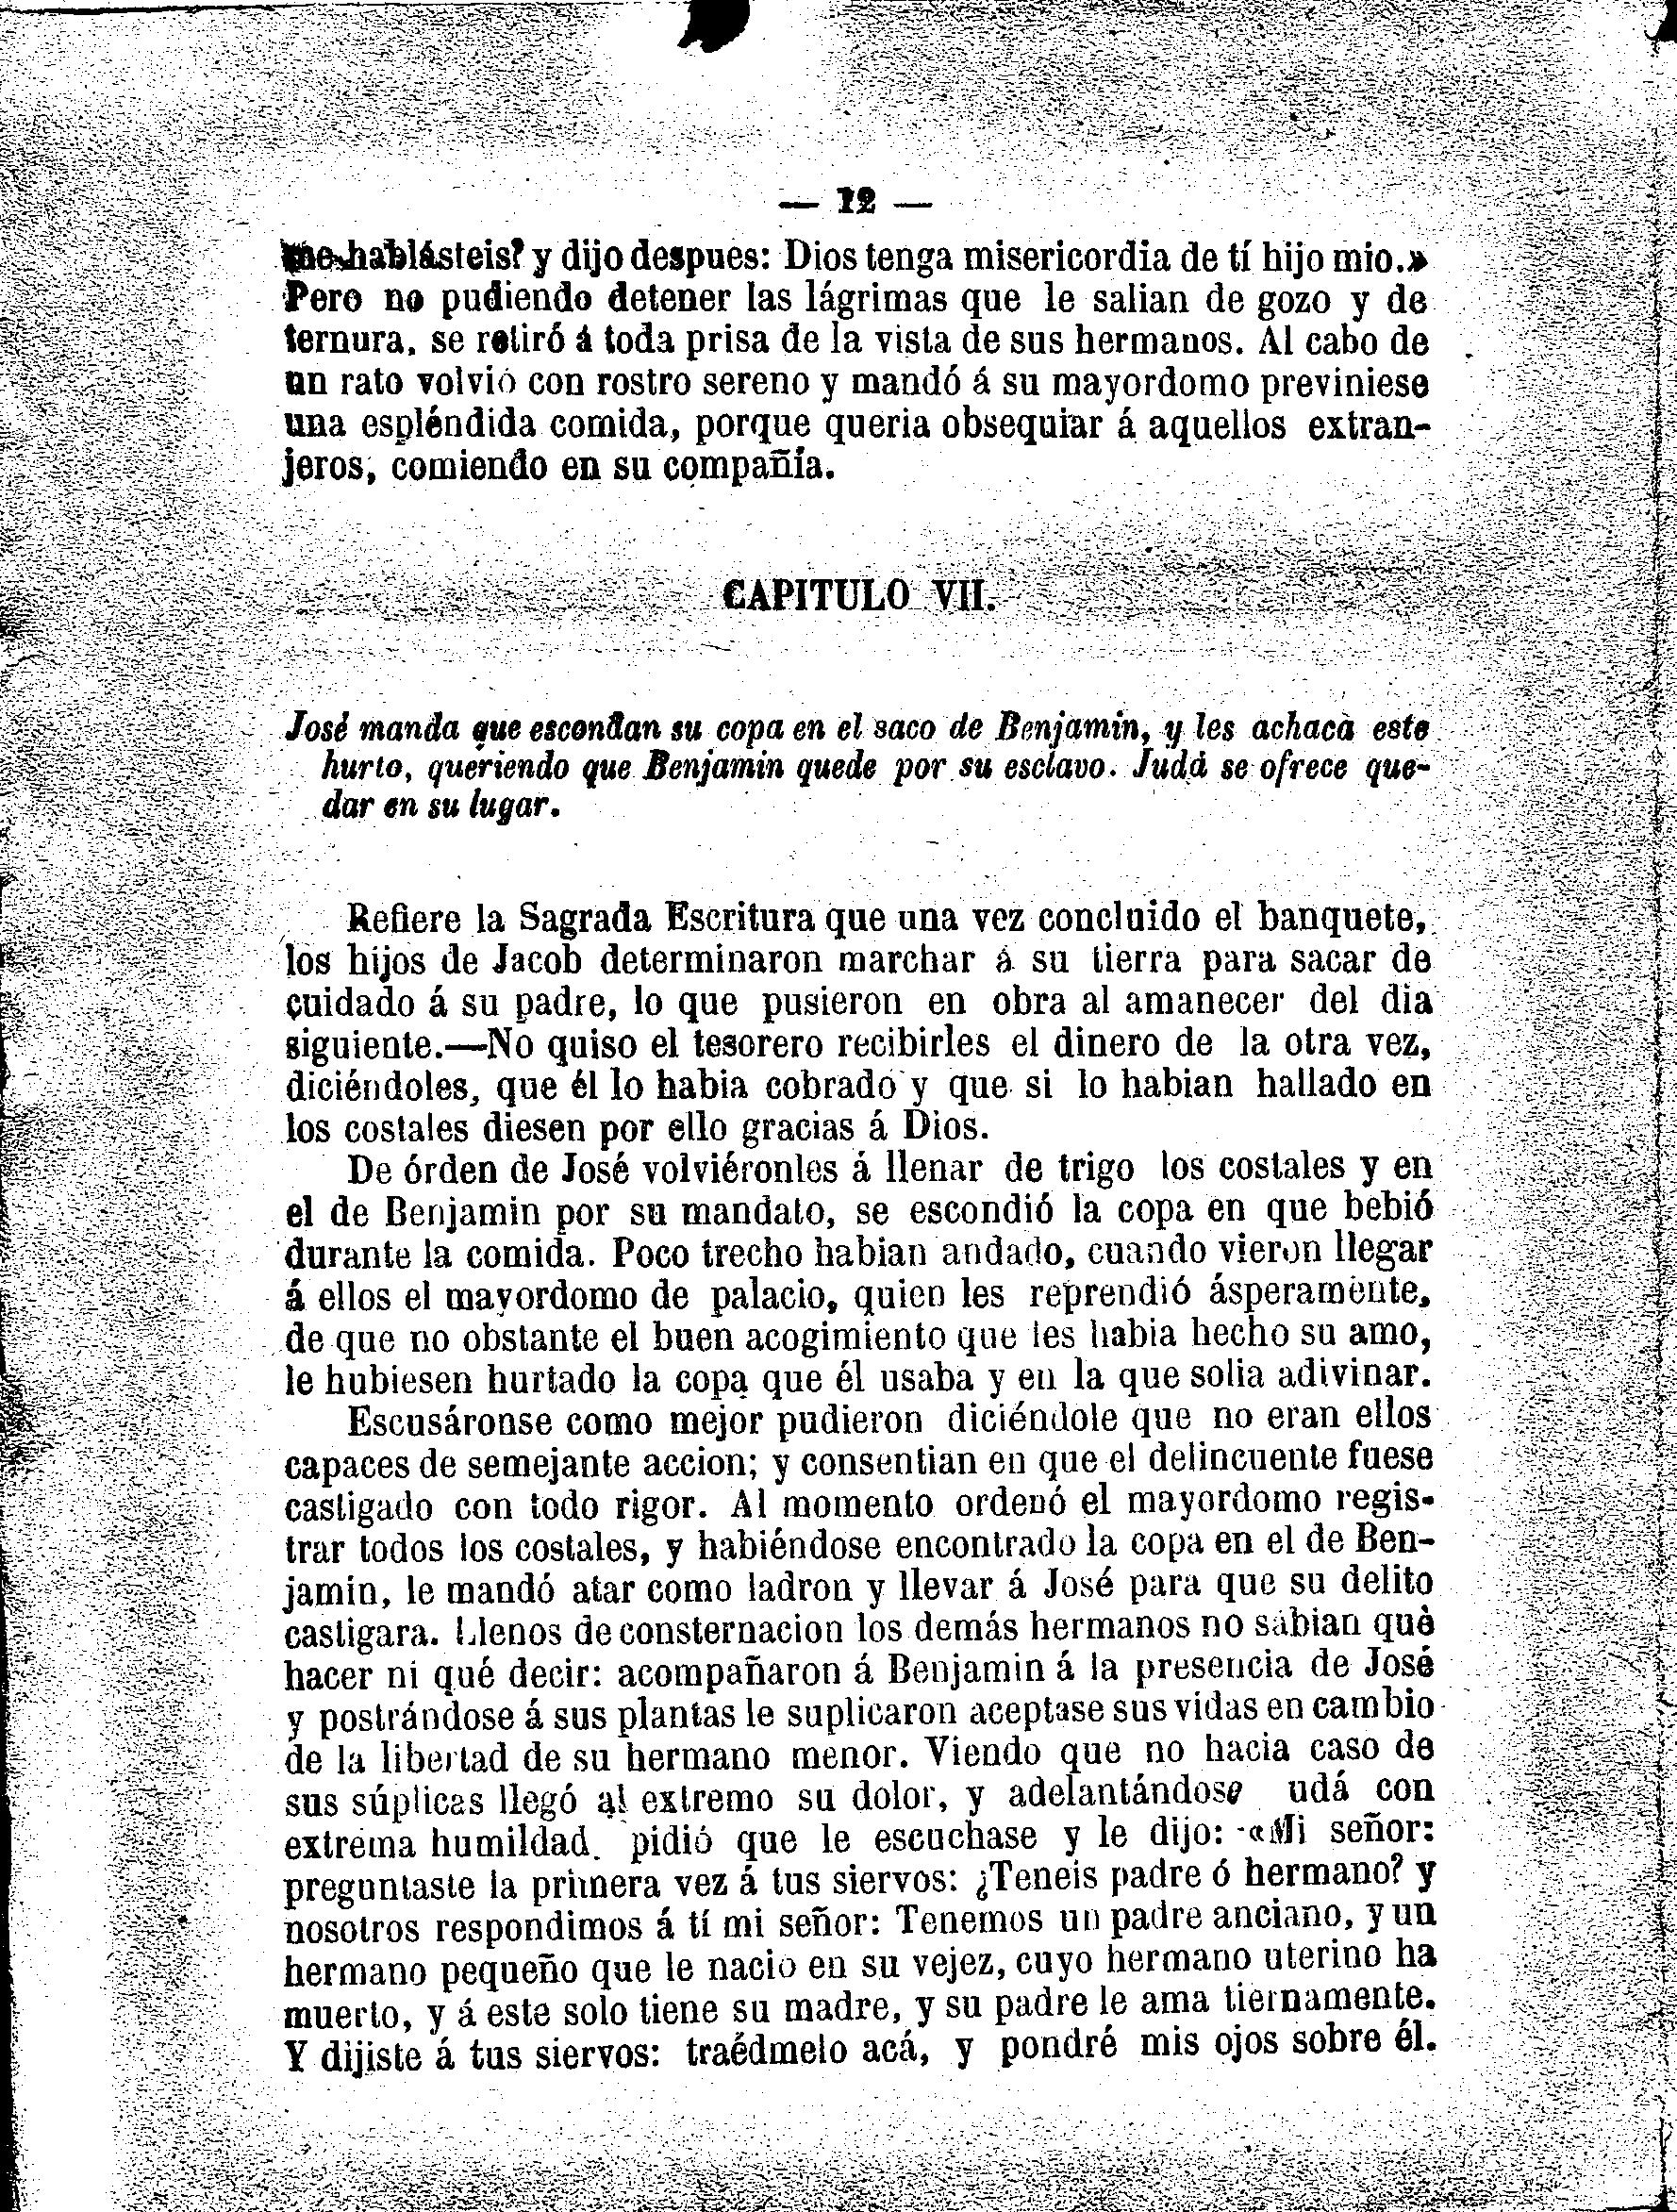 — 12 —
me hablásteis? y dijo despues: Dios tenga misericordia de tí hijo mio.»
Pero no pudiendo detener las lágrimas que le salian de gozo y de
ternura, se retiró á toda prisa de la vista de sus hermanos. Al cabo de
un rato volvió con rostro sereno y mandó á su mayordomo previniese
una espléndida comida, porque queria obsequiar á aquellos extran-
jeros, comiendo en su compañía.
CAPITULO VII.
José manda que escondan su copa en el saco de Benjamin, y les achaca este
hurto, queriendo que Benjamin quede por su esclavo. Judá se ofrece que-
dar en su lugar.
Refiere la Sagrada Escritura que una vez concluido el banquete,
los hijos de Jacob determinaron marchar á su tierra para sacar de
cuidado á su padre, lo que pusieron en obra al amanecer del dia
siguiente.—No quiso el tesorero recibirles el dinero de la otra vez,
diciéndoles, que él lo habia cobrado y que si lo habian hallado en
los costales diesen por ello gracias á Dios.
De órden de José volviéronles á llenar de trigo los costales y en
el de Benjamin por su mandato, se escondió la copa en que bebió
durante la comida. Poco trecho habian andado, cuando vieron llegar
á ellos el mayordomo de palacio, quien les reprendió ásperamente,
de que no obstante el buen acogimiento que les habia hecho su amo,
le hubiesen hurtado la copa que él usaba y en la que solia adivinar.
Escusáronse como mejor pudieron diciéndole que no eran ellos
capaces de semejante accion; y consentian en que el delincuente fuese
castigado con todo rigor. Al momento ordenó el mayordomo regis-
trar todos los costales, y habiéndose encontrado la copa en el de Ben-
jamin, le mandó atar como ladron y llevar á José para que su delito
castigara. Llenos de consternacion los demás hermanos no sabian què
hacer ni qué decir: acompañaron á Benjamin á la presencia de José
y postrándose á sus plantas le suplicaron aceptase sus vidas en cambio
de la libertad de su hermano menor. Viendo que no hacia caso de
sus súplicas llegó al extremo su dolor, y adelantándose udá con
extrema humildad, pidió que le escuchase y le dijo: «Mi señor:
preguntaste la primera vez á tus siervos: ¿Teneis padre ó hermano? y
nosotros respondimos á tí mi señor: Tenemos un padre anciano, y un
hermano pequeño que le nació en su vejez, cuyo hermano uterino ha
muerto, y á este solo tiene su madre, y su padre le ama tiernamente.
Y dijiste á tus siervos: traédmelo acá, y pondré mis ojos sobre él.